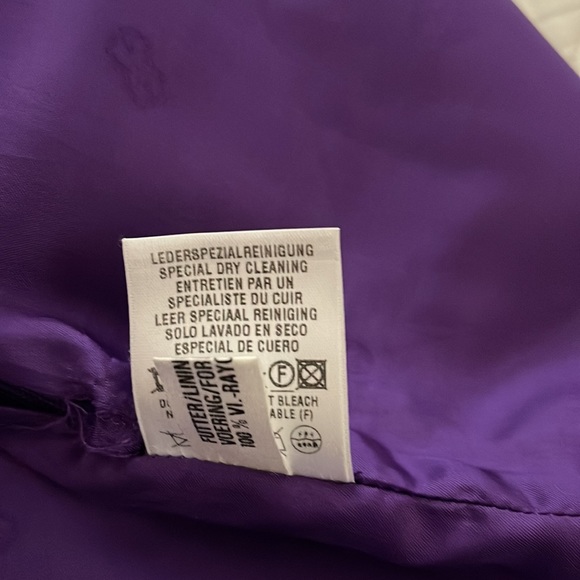 LEDERSPEZIALREINIGUNG
SPECIAL DRY CLEANING
ENTRETIEN PAR UN
SPECIALISTE DU CUIR
LEER SPECIAAL REINIGING
SOLO LAVADO EN SECO
ESPECIAL DE CUERO
F
T BLEACH
ABLE (F)
FUTTER/LININ
VOERING/FOR
100 % VI.-RAYO